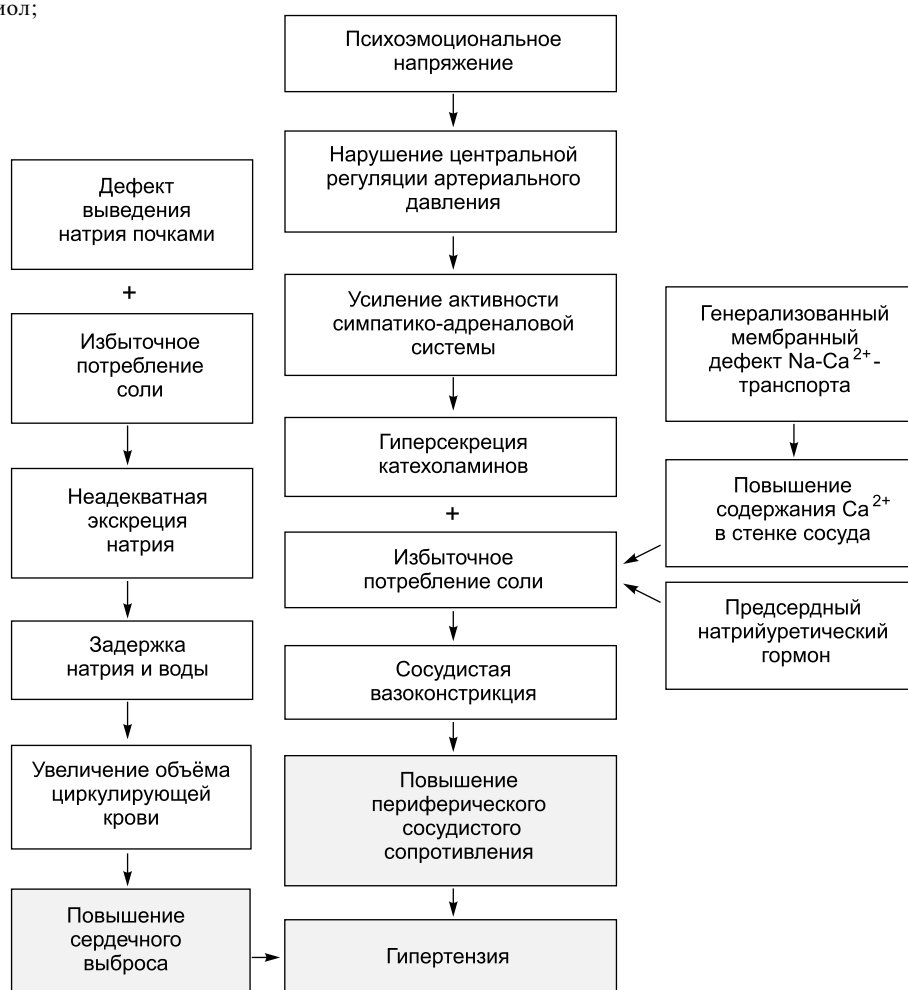 иол;
Психоэмоциональное
напряжение
Нарушение центральной
регуляции артериального
давления
Усиление активности
симпатико-адреналовой
системы
Гиперсекреция
катехоламинов
+
Избыточное
потребление соли
Сосудистая
вазоконстрикция
Повышение
периферического
сосудистого
сопротивления
Гипертензия
Дефект
выведения
натрия почками
+
Избыточное
потребление
соли
Неадекватная
экскреция
натрия
Задержка
натрия и воды
Увеличение объёма
циркулирующей
крови
Повышение
сердечного
выброса
Генерализованный
мембранный
дефект Na-Ca²⁺-
транспорта
Повышение
содержания Ca²⁺
в стенке сосуда
Предсердный
натрийуретический
гормон